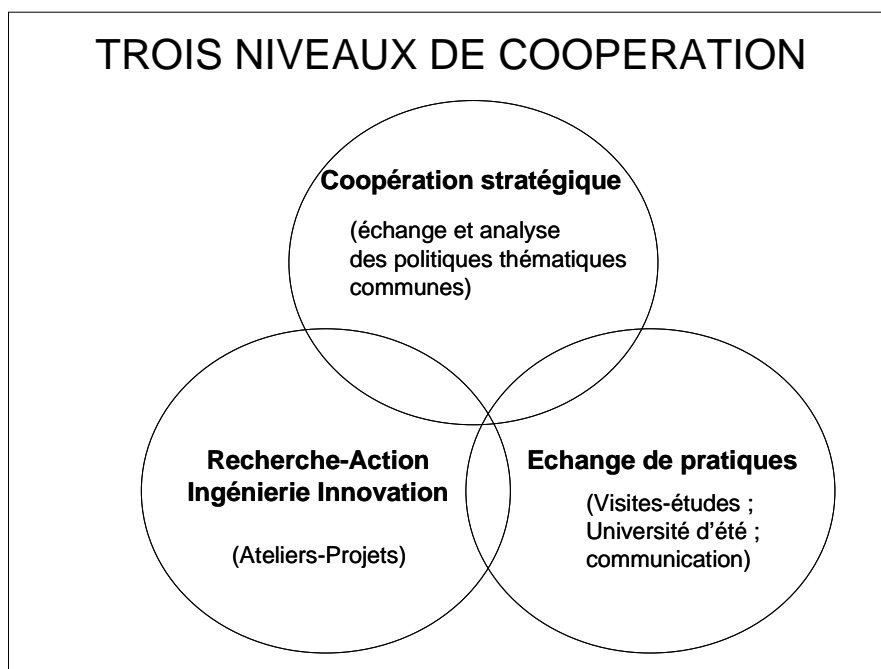 TROIS NIVEAUX DE COOPERATION
Coopération stratégique
(échange et analyse
des politiques thématiques
communes)
Recherche-Action
Ingénierie Innovation
(Ateliers-Projets)
Echange de pratiques
(Visites-études ;
Université d'été ;
communication)